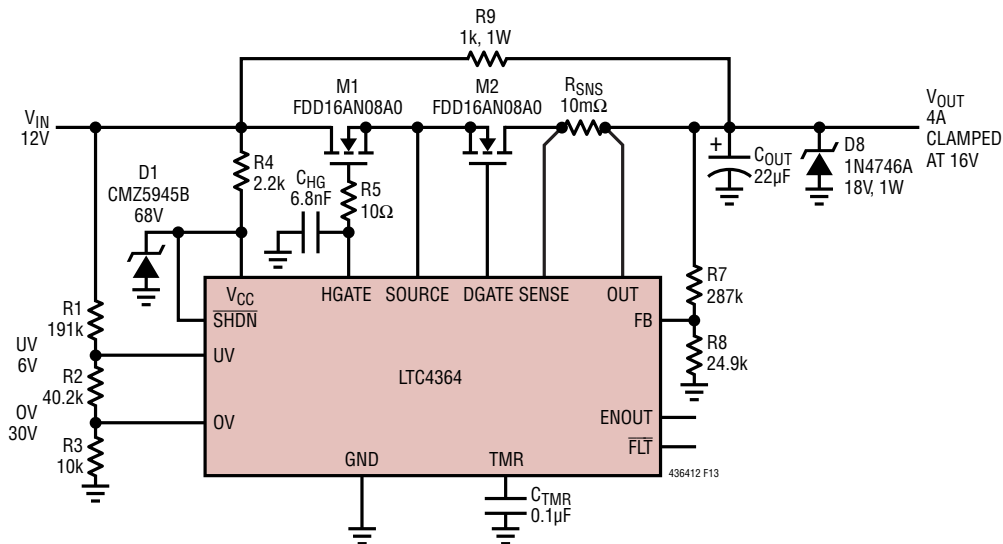 R9
1k, 1W
M1
FDD16AN08A0
M2
FDD16AN08A0
RSNS
10mΩ
VIN
12V
VOUT
4A
CLAMPED
AT 16V
D1
CMZ5945B
68V
R4
2.2k
CHG
6.8nF
R5
10Ω
+
COUT
22µF
D8
1N4746A
18V, 1W
VCC
HGATE
SOURCE
DGATE
SENSE
OUT
SHDN
FB
R7
287k
R1
191k
UV
6V
UV
R8
24.9k
R2
40.2k
LTC4364
OV
30V
OV
ENOUT
R3
10k
FLT
GND
TMR
436412 F13
CTMR
0.1µF